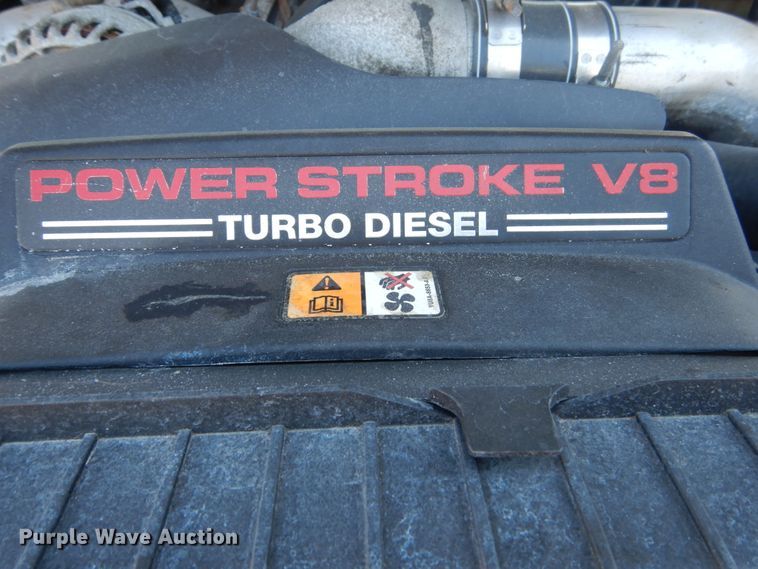 POWER STROKE V8
TURBO DIESEL
Purple Wave Auction